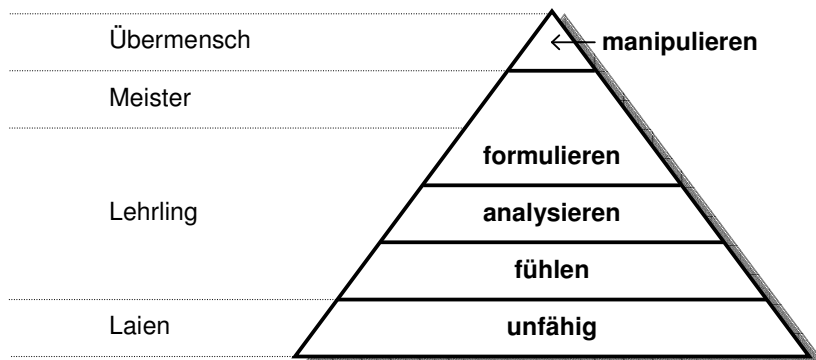 Übermensch
manipulieren
Meister
formulieren
Lehrling
analysieren
fühlen
Laien
unfähig